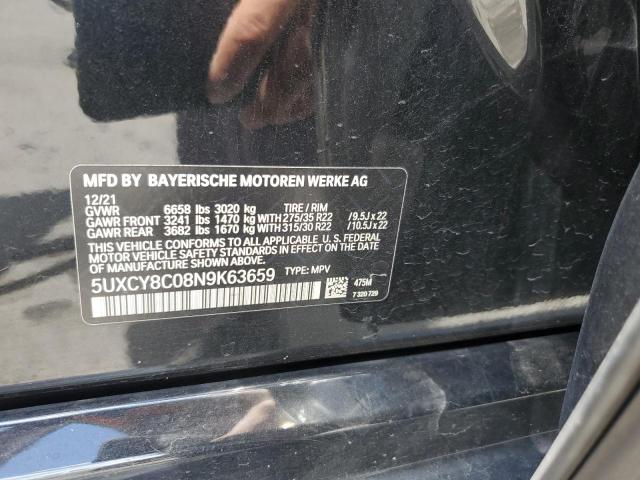 MFD BY BAYERISCHE MOTOREN WERKE AG
12/21
GVWR 6658 lbs 3020 kg TIRE / RIM
GAWR FRONT 3241 lbs 1470 kg WITH 275/35 R22 / 9.5J x 22
GAWR REAR 3682 lbs 1670 kg WITH 315/30 R22 / 10.5J x 22
THIS VEHICLE CONFORMS TO ALL APPLICABLE U. S. FEDERAL
MOTOR VEHICLE SAFETY STANDARDS IN EFFECT ON THE DATE
OF MANUFACTURE SHOWN ABOVE.
5UXCY8C08N9K63659 TYPE: MPV
475M
7 320 729